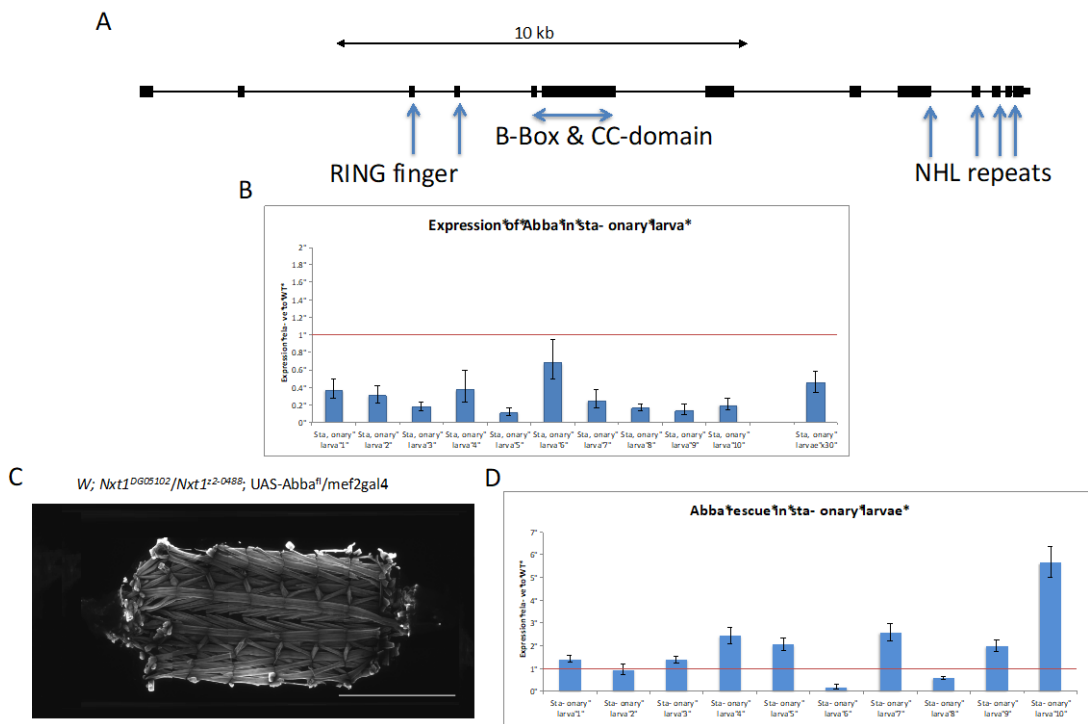 A
10 kb
B-Box & CC-domain
RING finger
NHL repeats
B
Expression*of*Abba*in*sta- onary*larva*
Expression*rela- ve*to*WT*
2"
1.8"
1.6"
1.4"
1.2"
1"
0.8"
0.6"
0.4"
0.2"
0"
Sta, onary"
larva"1"
Sta, onary"
larva"2"
Sta, onary"
larva"3"
Sta, onary"
larva"4"
Sta, onary"
larva"5"
Sta, onary"
larva"6"
Sta, onary"
larva"7"
Sta, onary"
larva"8"
Sta, onary"
larva"9"
Sta, onary"
larva"10"
Sta, onary"
larvae"x30"
C
W; Nxt1DG05102/Nxt1z2-0488; UAS-Abbafl/mef2gal4
D
Abba*rescue*in*sta- onary*larvae*
Expression*rela- ve*to*WT*
7"
6"
5"
4"
3"
2"
1"
0"
Sta- onary"
larva"1"
Sta- onary"
larva"2"
Sta- onary"
larva"3"
Sta- onary"
larva"4"
Sta- onary"
larva"5"
Sta- onary"
larva"6"
Sta- onary"
larva"7"
Sta- onary"
larva"8"
Sta- onary"
larva"9"
Sta- onary"
larva"10"